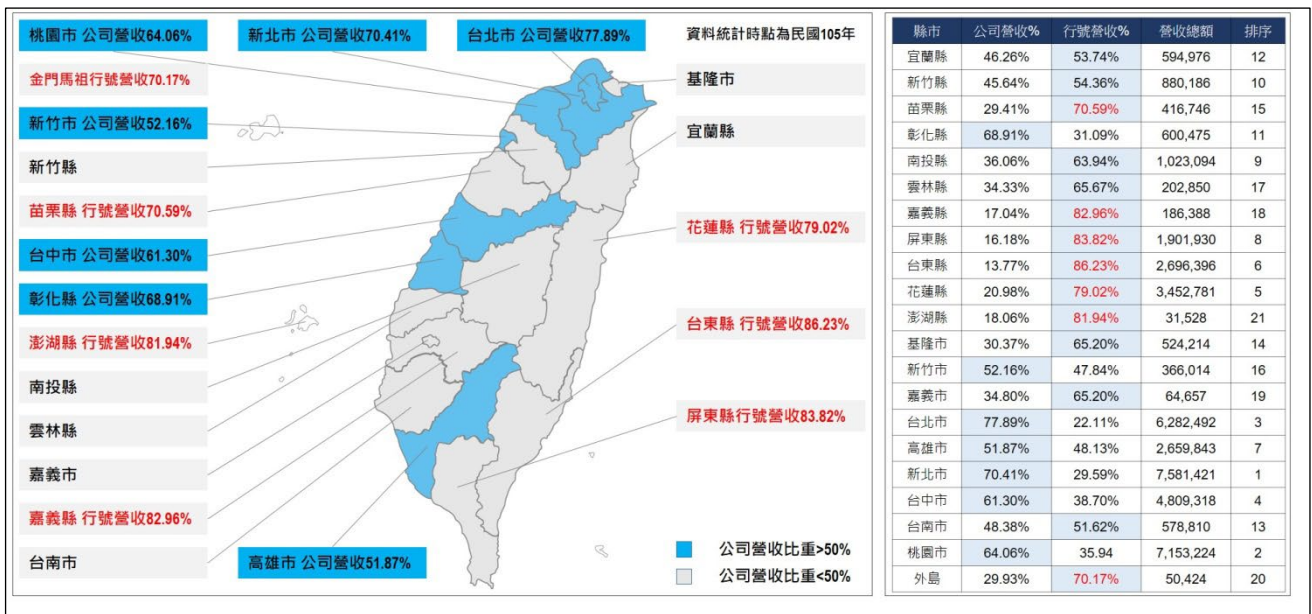 桃園市 公司營收64.06%
新北市 公司營收70.41%
台北市 公司營收77.89%
資料統計時點為民國105年
金門馬祖行號營收70.17%
基隆市
新竹市 公司營收52.16%
宜蘭縣
新竹縣
苗栗縣 行號營收70.59%
花蓮縣 行號營收79.02%
台中市 公司營收61.30%
彰化縣 公司營收68.91%
台東縣 行號營收86.23%
澎湖縣 行號營收81.94%
南投縣
屏東縣行號營收83.82%
雲林縣
嘉義市
嘉義縣 行號營收82.96%
台南市
高雄市 公司營收51.87%
公司營收比重>50%
公司營收比重<50%
縣市 公司營收% 行號營收% 營收總額 排序
宜蘭縣 46.26% 53.74% 594,976 12
新竹縣 45.64% 54.36% 880,186 10
苗栗縣 29.41% 70.59% 416,746 15
彰化縣 68.91% 31.09% 600,475 11
南投縣 36.06% 63.94% 1,023,094 9
雲林縣 34.33% 65.67% 202,850 17
嘉義縣 17.04% 82.96% 186,388 18
屏東縣 16.18% 83.82% 1,901,930 8
台東縣 13.77% 86.23% 2,696,396 6
花蓮縣 20.98% 79.02% 3,452,781 5
澎湖縣 18.06% 81.94% 31,528 21
基隆市 30.37% 65.20% 524,214 14
新竹市 52.16% 47.84% 366,014 16
嘉義市 34.80% 65.20% 64,657 19
台北市 77.89% 22.11% 6,282,492 3
高雄市 51.87% 48.13% 2,659,843 7
新北市 70.41% 29.59% 7,581,421 1
台中市 61.30% 38.70% 4,809,318 4
台南市 48.38% 51.62% 578,810 13
桃園市 64.06% 35.94 7,153,224 2
外島 29.93% 70.17% 50,424 20